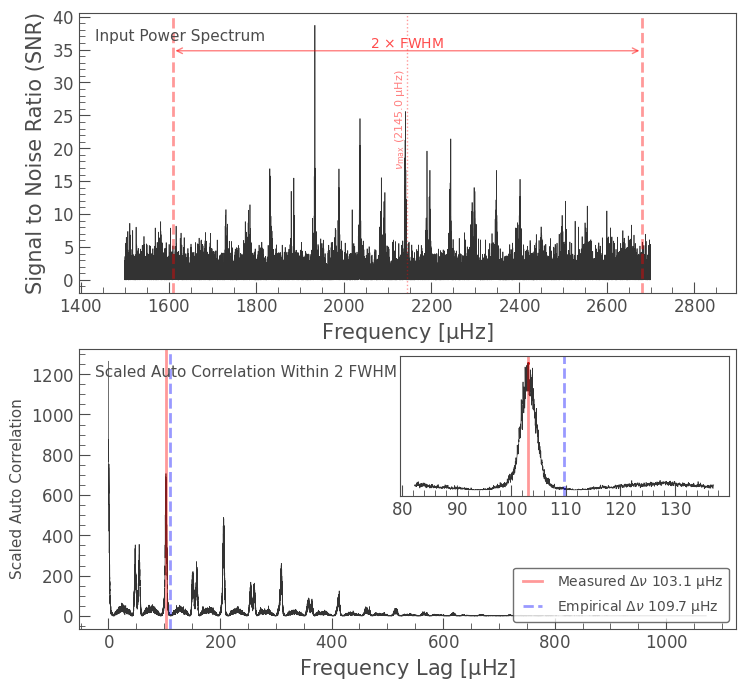 Input Power Spectrum
2 × FWHM
νmax (2145 0 μHz)
Signal to Noise Ratio (SNR)
40
35
30
25
20
15
10
5
0
1400 1600 1800 2000 2200 2400 2600 2800
Frequency [μHz]
Scaled Auto Correlation Within 2 FWHM
Scaled Auto Correlation
1200
1000
800
600
400
200
0
80 90 100 110 120 130
Measured Δν 103.1 μHz
Empirical Δν 109.7 μHz
0 200 400 600 800 1000
Frequency Lag [μHz]